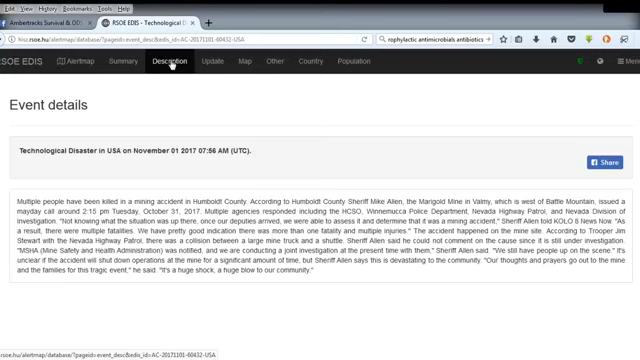 Edit View History Bookmarks Tools Help
Ambertracks Survival & ODS
RSOE EDIS - Technological D
hisz.rsoe.hu/alertmap/database/?pageid=event_desc&edis_id=AC-20171101-60432-USA
rophylactic antimicrobials antibiotics
RSOE EDIS Alertmap Summary Description Update Map Other Country Population Menu
Event details
Technological Disaster in USA on November 01 2017 07:56 AM (UTC).
Share
Multiple people have been killed in a mining accident in Humboldt County. According to Humboldt County Sheriff Mike Allen, the Marigold Mine in Valmy, which is west of Battle Mountain, issued a
mayday call around 2:15 pm Tuesday, October 31, 2017. Multiple agencies responded including the HCSO, Winnemucca Police Department, Nevada Highway Patrol, and Nevada Division of
investigation. "Not knowing what the situation was up there, once our deputies arrived, we were able to assess it and determine that it was a mining accident," Sheriff Allen told KOLO 8 News Now. "As
a result, there were multiple fatalities. We have pretty good indication there was more than one fatality and multiple injuries." The accident happened on the mine site. According to Trooper Jim
Stewart with the Nevada Highway Patrol, there was a collision between a large mine truck and a shuttle. Sheriff Allen said he could not comment on the cause since it is still under investigation.
"MSHA (Mine Safety and Health Administration) was notified, and we are conducting a joint investigation at the present time with them," Sheriff Allen said. "We still have people up on the scene." It's
unclear if the accident will shut down operations at the mine for a significant amount of time, but Sheriff Allen says this is devastating to the community. "Our thoughts and prayers go out to the mine
and the families for this tragic event," he said. "It's a huge shock, a huge blow to our community."
se.rsoe.hu/alertmap/database/?pageid=event_desc&edis_id=AC-20171101-60432-USA